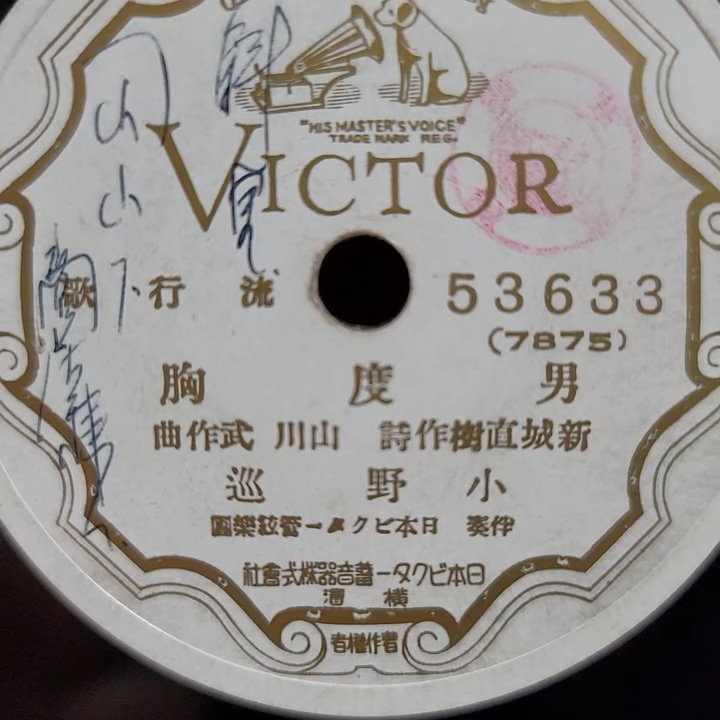 "HIS MASTER'S VOICE"
TRADE MARK REG.
VICTOR
流行歌
53633
(7875)
男度胸
新城直樹作詩 山川武作曲
小野巡
伴奏 日本ビクター管絃樂團
日本ビクター蓄音器株式會社
横濱
著作權有